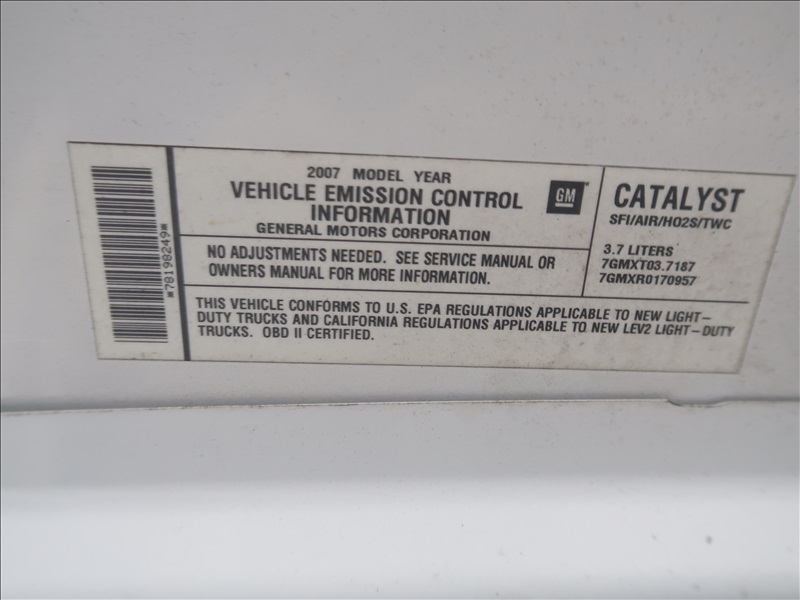 *78198249*
2007 MODEL YEAR
VEHICLE EMISSION CONTROL
INFORMATION
GENERAL MOTORS CORPORATION
GM
NO ADJUSTMENTS NEEDED. SEE SERVICE MANUAL OR
OWNERS MANUAL FOR MORE INFORMATION.
CATALYST
SFI/AIR/HO2S/TWC
3.7 LITERS
7GMXT03.7187
7GMXR0170957
THIS VEHICLE CONFORMS TO U.S. EPA REGULATIONS APPLICABLE TO NEW LIGHT-
DUTY TRUCKS AND CALIFORNIA REGULATIONS APPLICABLE TO NEW LEV2 LIGHT-DUTY
TRUCKS. OBD II CERTIFIED.